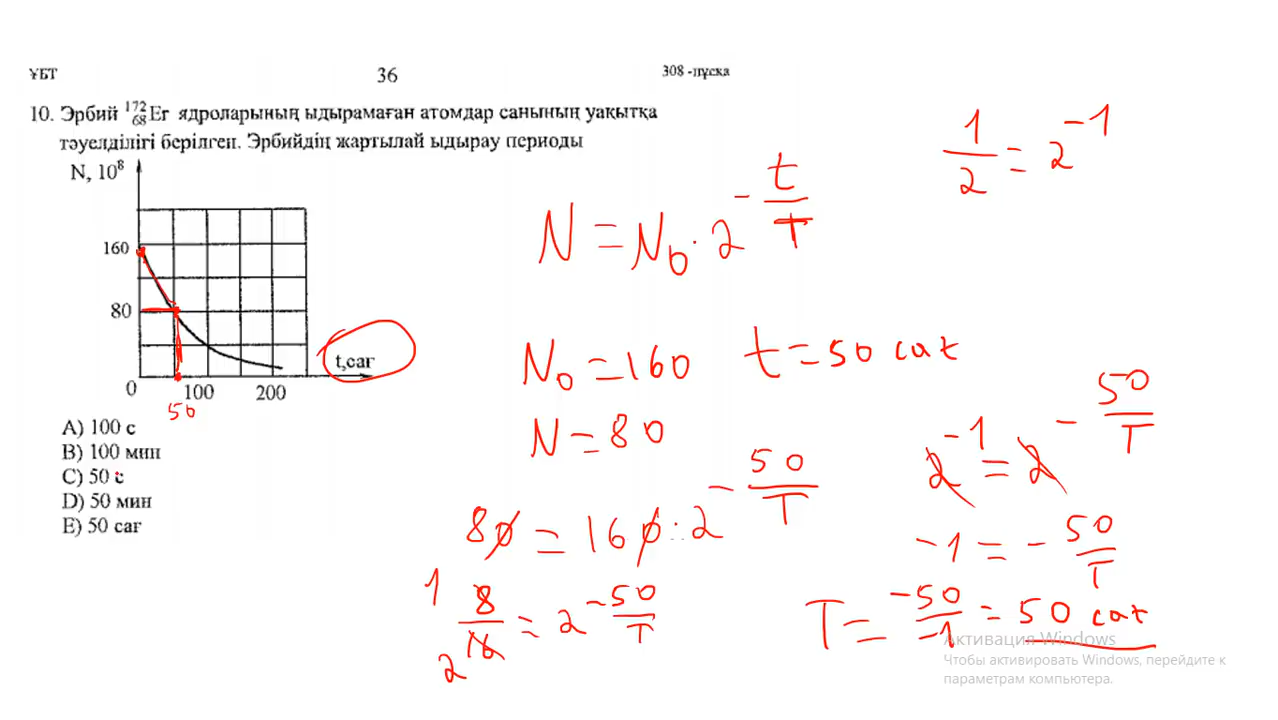 ҰБТ
36
308 -нұсқа
10. Эрбий ¹⁷²₆₈Er ядроларының ыдырамаған атомдар санының уақытқа
тәуелділігі берілген. Эрбийдің жартылай ыдырау периоды
N, 10⁸
160
80
0
100
200
t,сағ
50
A) 100 с
B) 100 мин
C) 50 с
D) 50 мин
E) 50 сағ
N = N₀ · 2^(-t/T)
1/2 = 2⁻¹
N₀ = 160
t = 50 сағ
N = 80
80 = 160 · 2^(-50/T)
1 8/16 2 = 2^(-50/T)
2⁻¹ = 2^(-50/T)
-1 = -50/T
T = -50/-1 = 50 сағ
Активация Windows
Чтобы активировать Windows, перейдите к
параметрам компьютера.